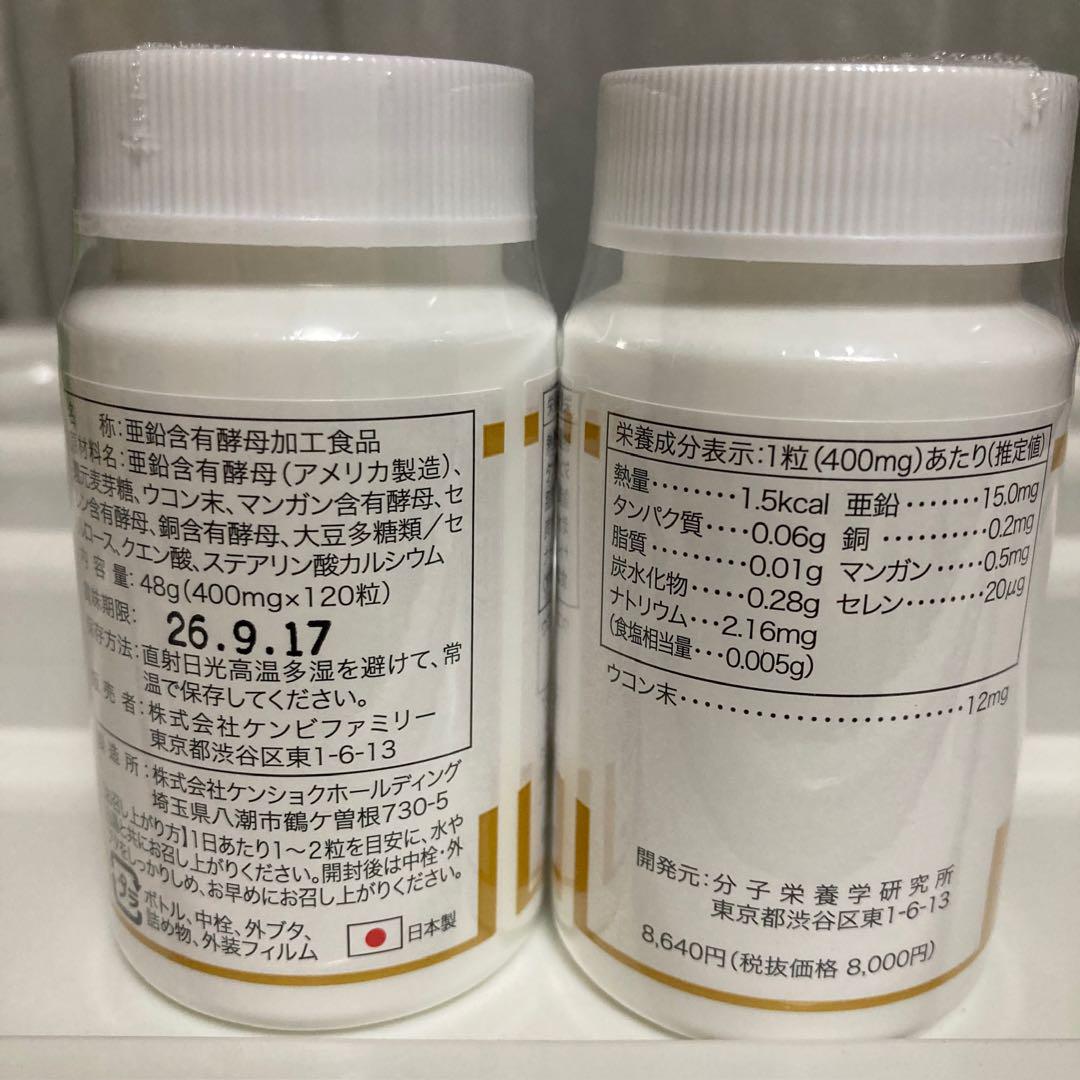 称:亜鉛含有酵母加工食品
原材料名:亜鉛含有酵母(アメリカ製造)、
元麦芽糖、ウコン末、マンガン含有酵母、セ
ン含有酵母、銅含有酵母、大豆多糖類/セ
ロース、クエン酸、ステアリン酸カルシウム
内容量:48g(400mg×120粒)
賞味期限:
26.9.17
保存方法:直射日光高温多湿を避けて、常
温で保存してください。
売者:株式会社ケンビファミリー
東京都渋谷区東1-6-13
造所:株式会社ケンショクホールディング
埼玉県八潮市鶴ケ曽根730-5
召し上がり方】1日あたり1〜2粒を目安に、水や
と共にお召し上がりください。開封後は中栓・外
をしっかりしめ、お早めにお召し上がりください。
プラ
ボトル、中栓、外ブタ、
詰め物、外装フィルム
日本製
栄養成分表示:1粒(400mg)あたり(推定値)
熱量········1.5kcal 亜鉛········15.0mg
タンパク質····0.06g 銅··········0.2mg
脂質·······0.01g マンガン·····0.5mg
炭水化物·····0.28g セレン········20μg
ナトリウム···2.16mg
(食塩相当量···0.005g)
ウコン末························12mg
開発元:分子栄養学研究所
東京都渋谷区東1-6-13
8,640円(税抜価格 8,000円)